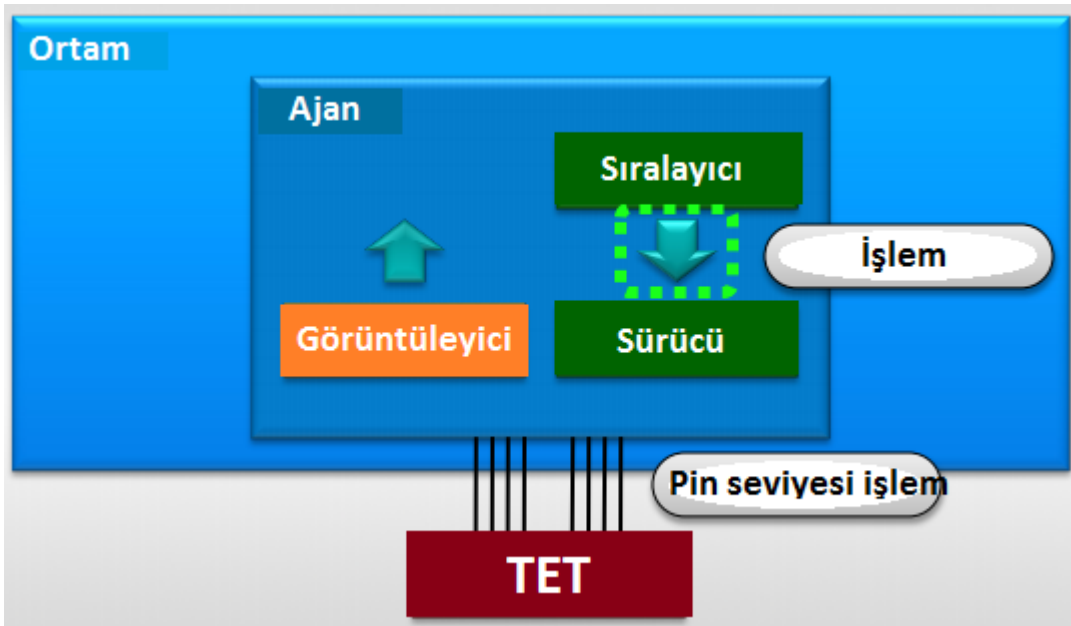 Ortam
Ajan
Sıralayıcı
İşlem
Görüntüleyici
Sürücü
Pin seviyesi işlem
TET